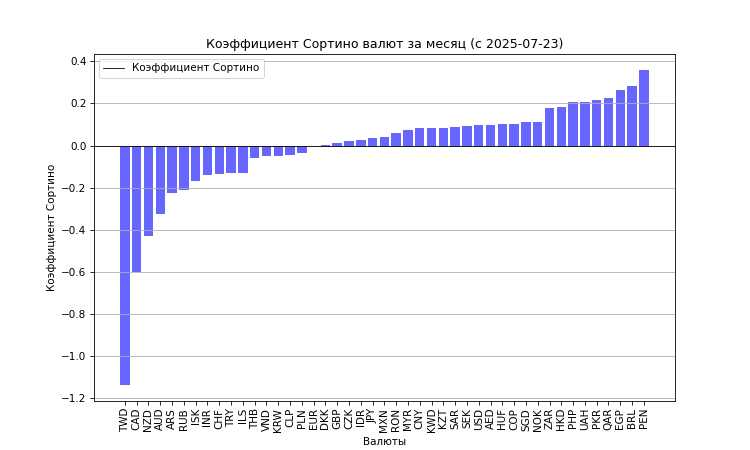 Коэффициент Сортино валют за месяц (с 2025-07-23)
Коэффициент Сортино
0.4
0.2
0.0
−0.2
−0.4
−0.6
−0.8
−1.0
−1.2
Коэффициент Сортино
TWD
CAD
NZD
AUD
ARS
RUB
ISK
INR
CHF
TRY
ILS
THB
VND
KRW
CLP
PLN
EUR
DKK
GBP
CZK
IDR
JPY
MXN
RON
MYR
CNY
KWD
KZT
SAR
SEK
USD
AED
HUF
COP
SGD
NOK
ZAR
HKD
PHP
UAH
PKR
QAR
EGP
BRL
PEN
Валюты